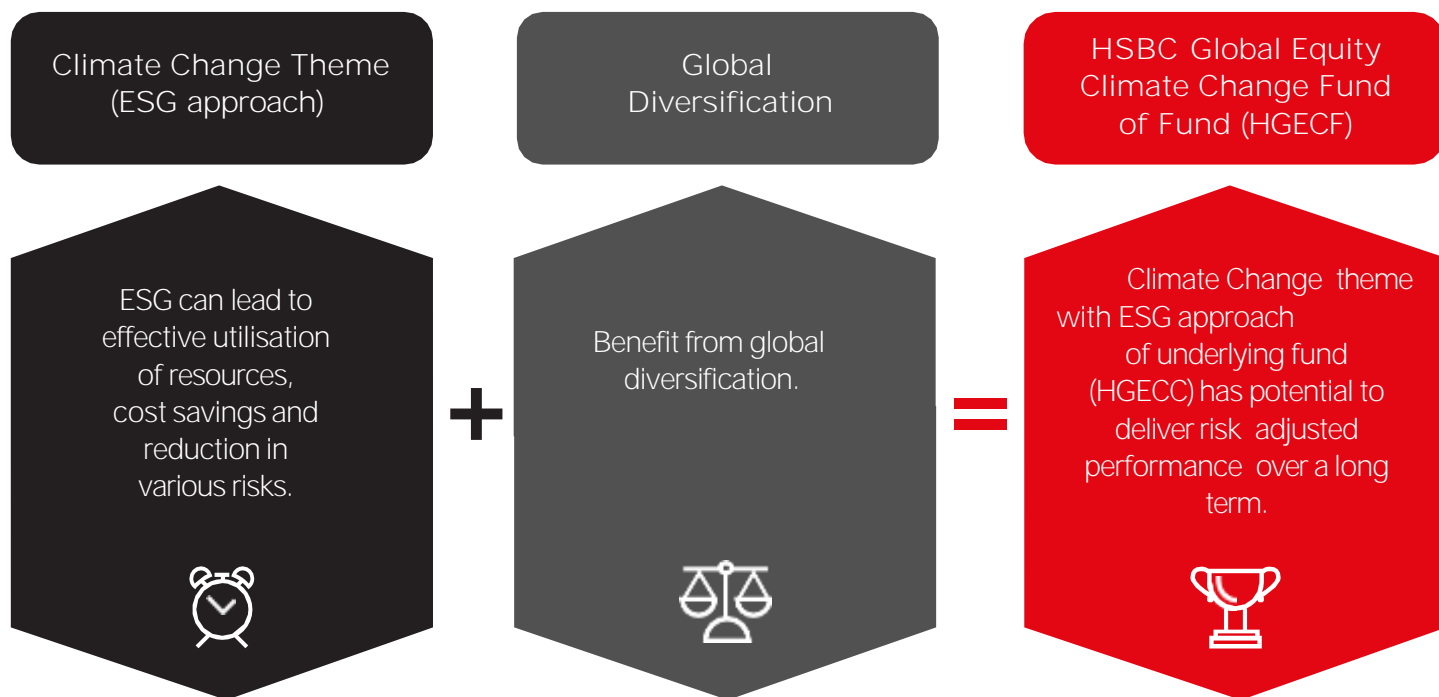 Climate Change Theme
(ESG approach)
Global
Diversification
HSBC Global Equity
Climate Change Fund
of Fund (HGECF)
ESG can lead to
effective utilisation
of resources,
cost savings and
reduction in
various risks.
+
Benefit from global
diversification.
=
Climate Change theme
with ESG approach
of underlying fund
(HGECC) has potential to
deliver risk adjusted
performance over a long
term.